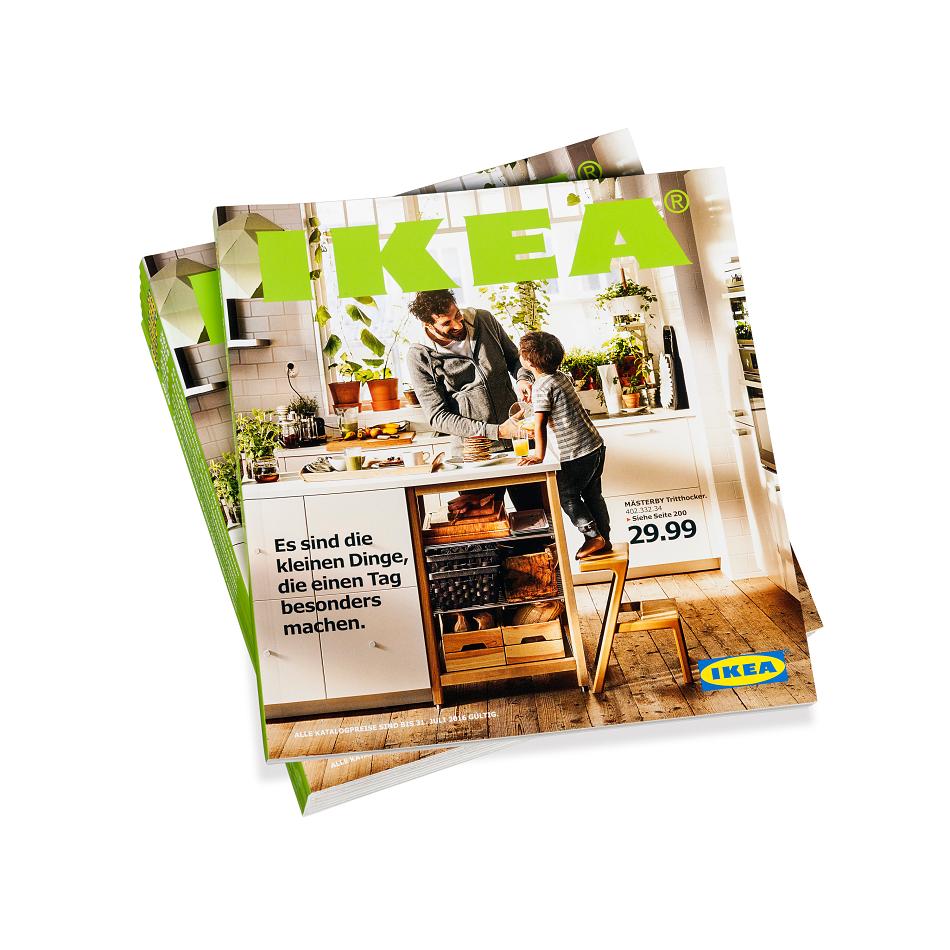 IKEA®
®
MÄSTERBY Tritthocker.
402.332.34
▸ Siehe Seite 200
29.99
Es sind die
kleinen Dinge,
die einen Tag
besonders
machen.
IKEA
ALLE KATALOGPREISE SIND BIS 31. JULI 2016 GÜLTIG.